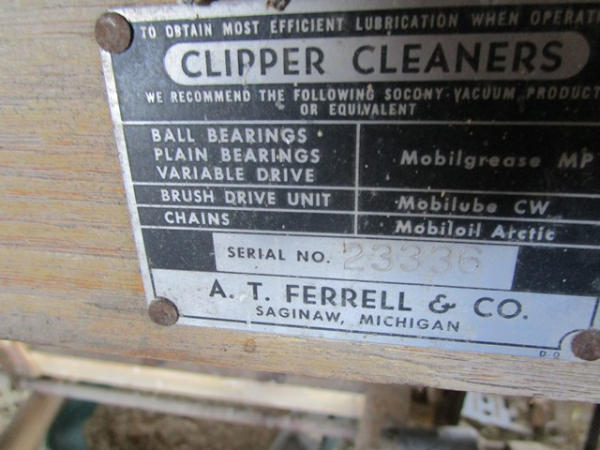 TO OBTAIN MOST EFFICIENT LUBRICATION WHEN OPERATI
CLIPPER CLEANERS
WE RECOMMEND THE FOLLOWING SOCONY-VACUUM PRODUCT
OR EQUIVALENT
BALL BEARINGS
PLAIN BEARINGS Mobilgrease MP
VARIABLE DRIVE
BRUSH DRIVE UNIT Mobilube CW
CHAINS Mobiloil Arctic
SERIAL NO. 23336
A. T. FERRELL & CO.
SAGINAW, MICHIGAN
D-O